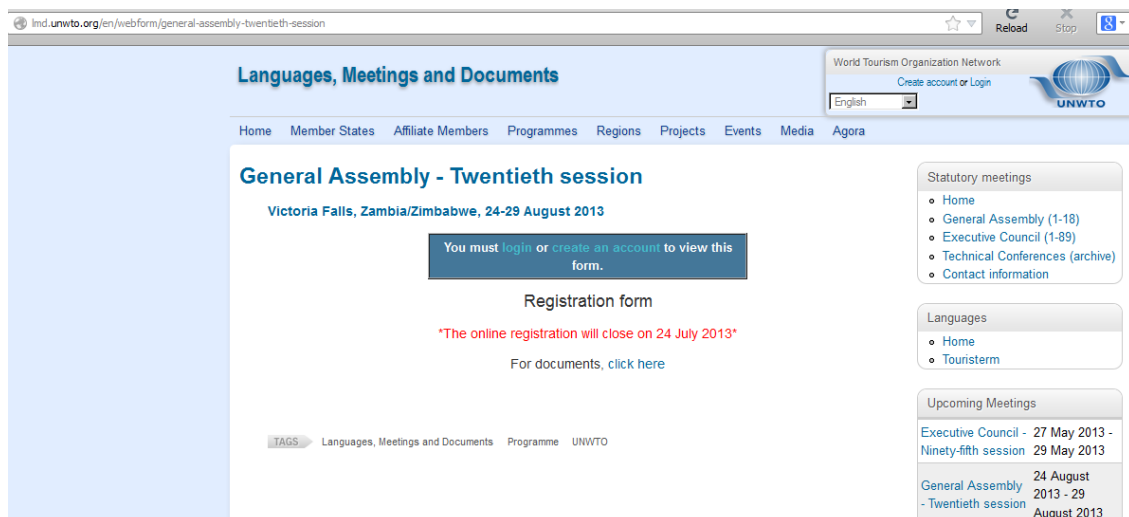 lmd.unwto.org/en/webform/general-assembly-twentieth-session
Reload
Stop
8
Languages, Meetings and Documents
World Tourism Organization Network
Create account or Login
English
UNWTO
Home Member States Affiliate Members Programmes Regions Projects Events Media Agora
General Assembly - Twentieth session
Victoria Falls, Zambia/Zimbabwe, 24-29 August 2013
You must login or create an account to view this
form.
Registration form
*The online registration will close on 24 July 2013*
For documents, click here
TAGS Languages, Meetings and Documents Programme UNWTO
Statutory meetings
Home
General Assembly (1-18)
Executive Council (1-89)
Technical Conferences (archive)
Contact information
Languages
Home
Touristerm
Upcoming Meetings
Executive Council - 27 May 2013 -
Ninety-fifth session 29 May 2013
General Assembly
- Twentieth session
24 August
2013 - 29
August 2013